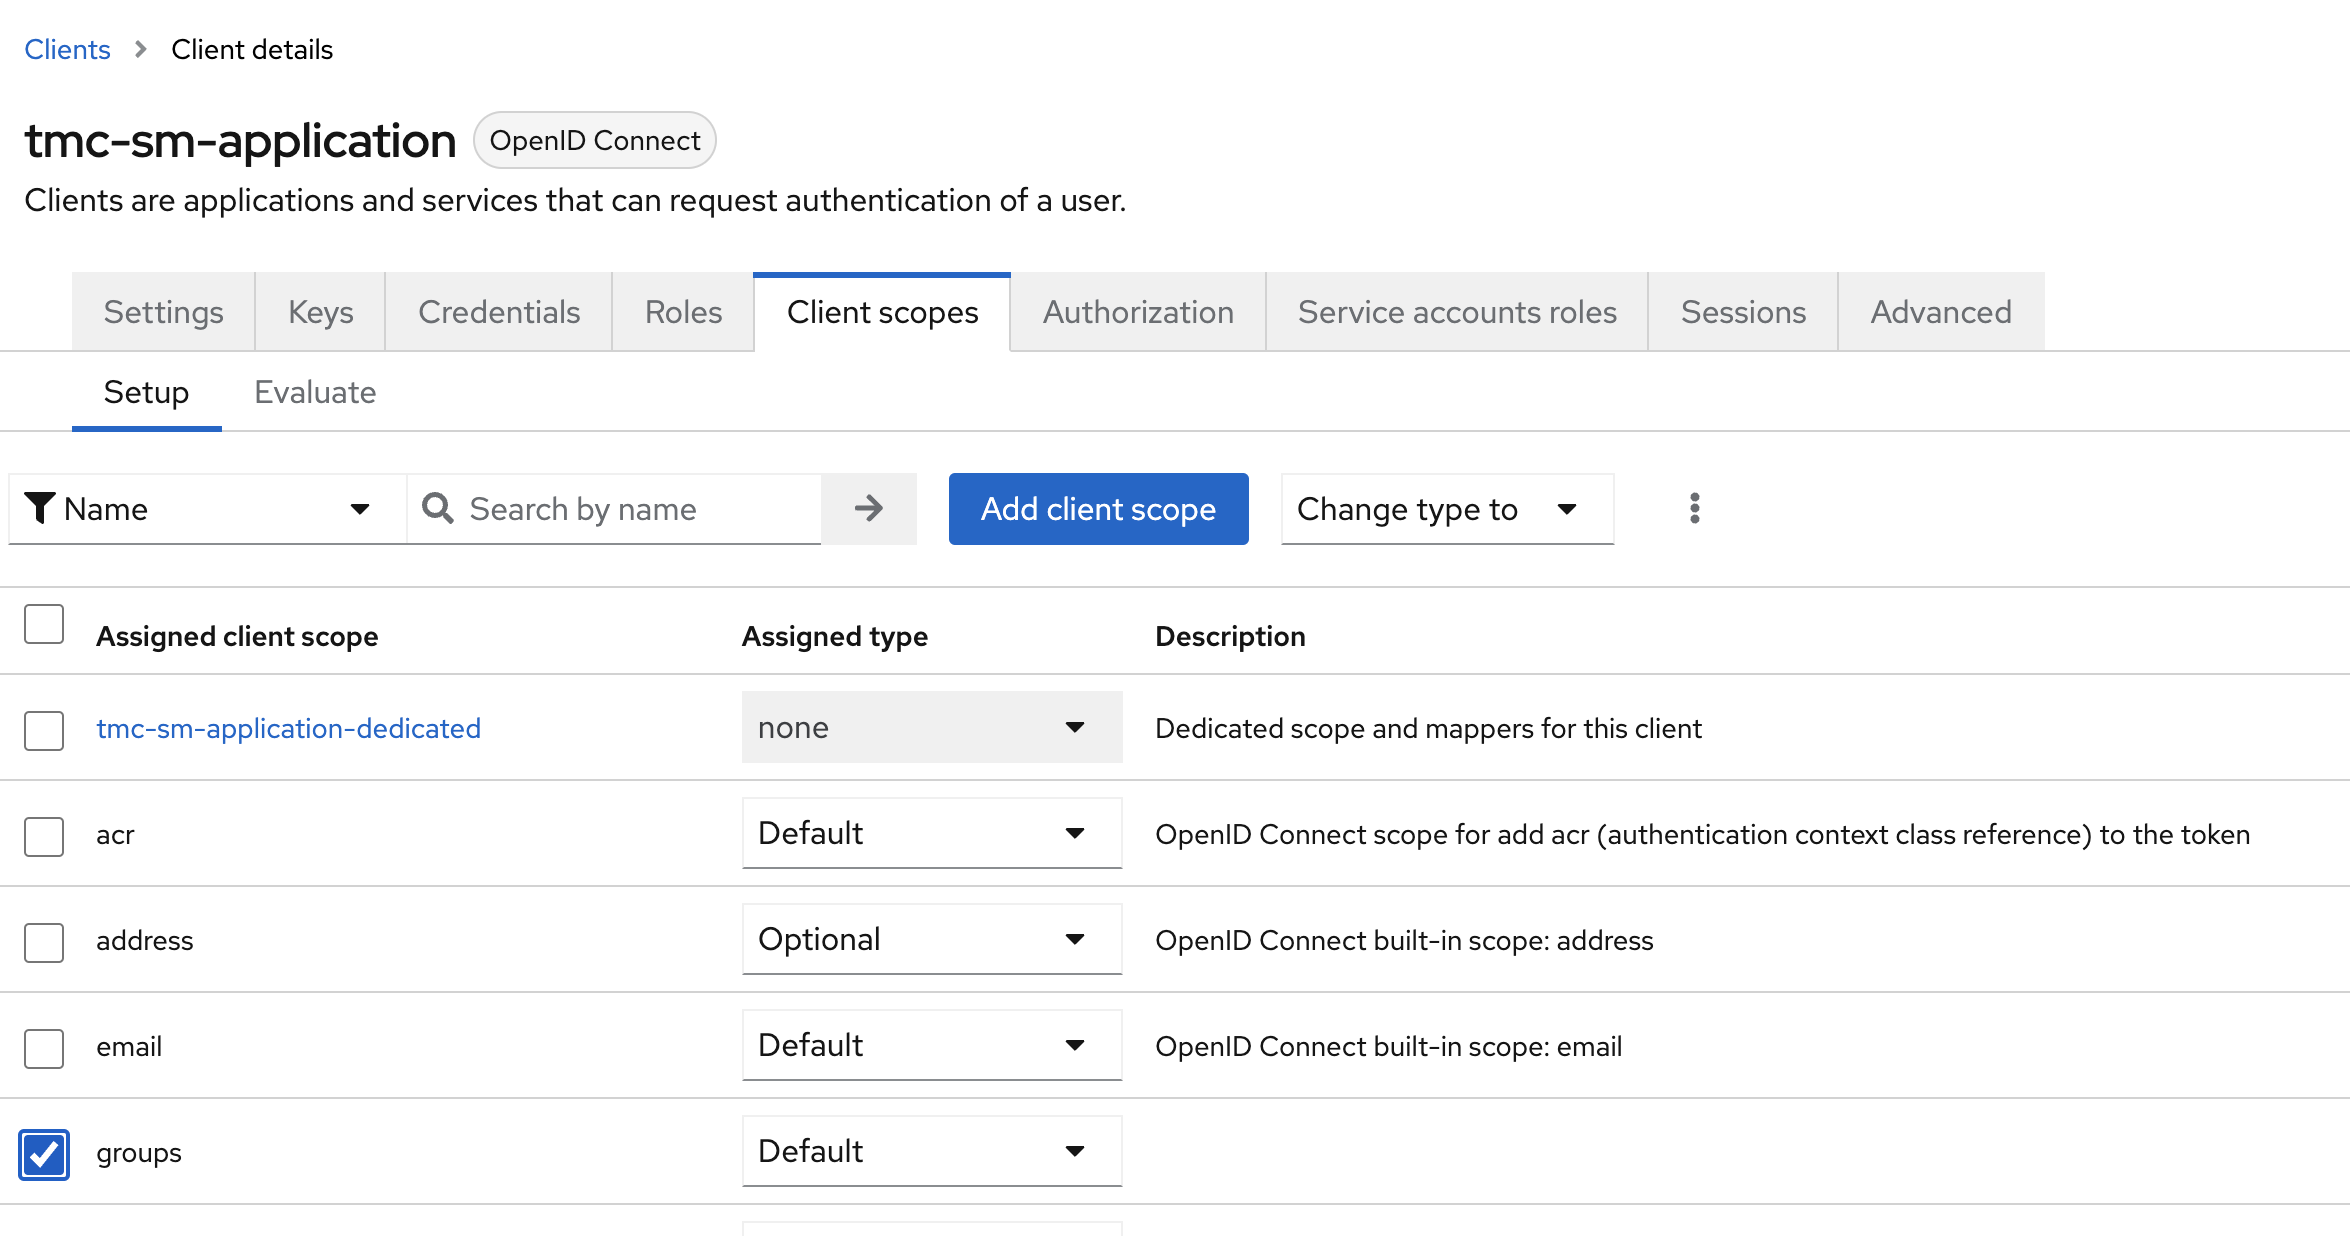 Clients > Client details
tmc-sm-application OpenID Connect
Clients are applications and services that can request authentication of a user.
Settings Keys Credentials Roles Client scopes Authorization Service accounts roles Sessions Advanced
Setup Evaluate
Name Search by name Add client scope Change type to
Assigned client scope Assigned type Description
tmc-sm-application-dedicated none Dedicated scope and mappers for this client
acr Default OpenID Connect scope for add acr (authentication context class reference) to the token
address Optional OpenID Connect built-in scope: address
email Default OpenID Connect built-in scope: email
groups Default